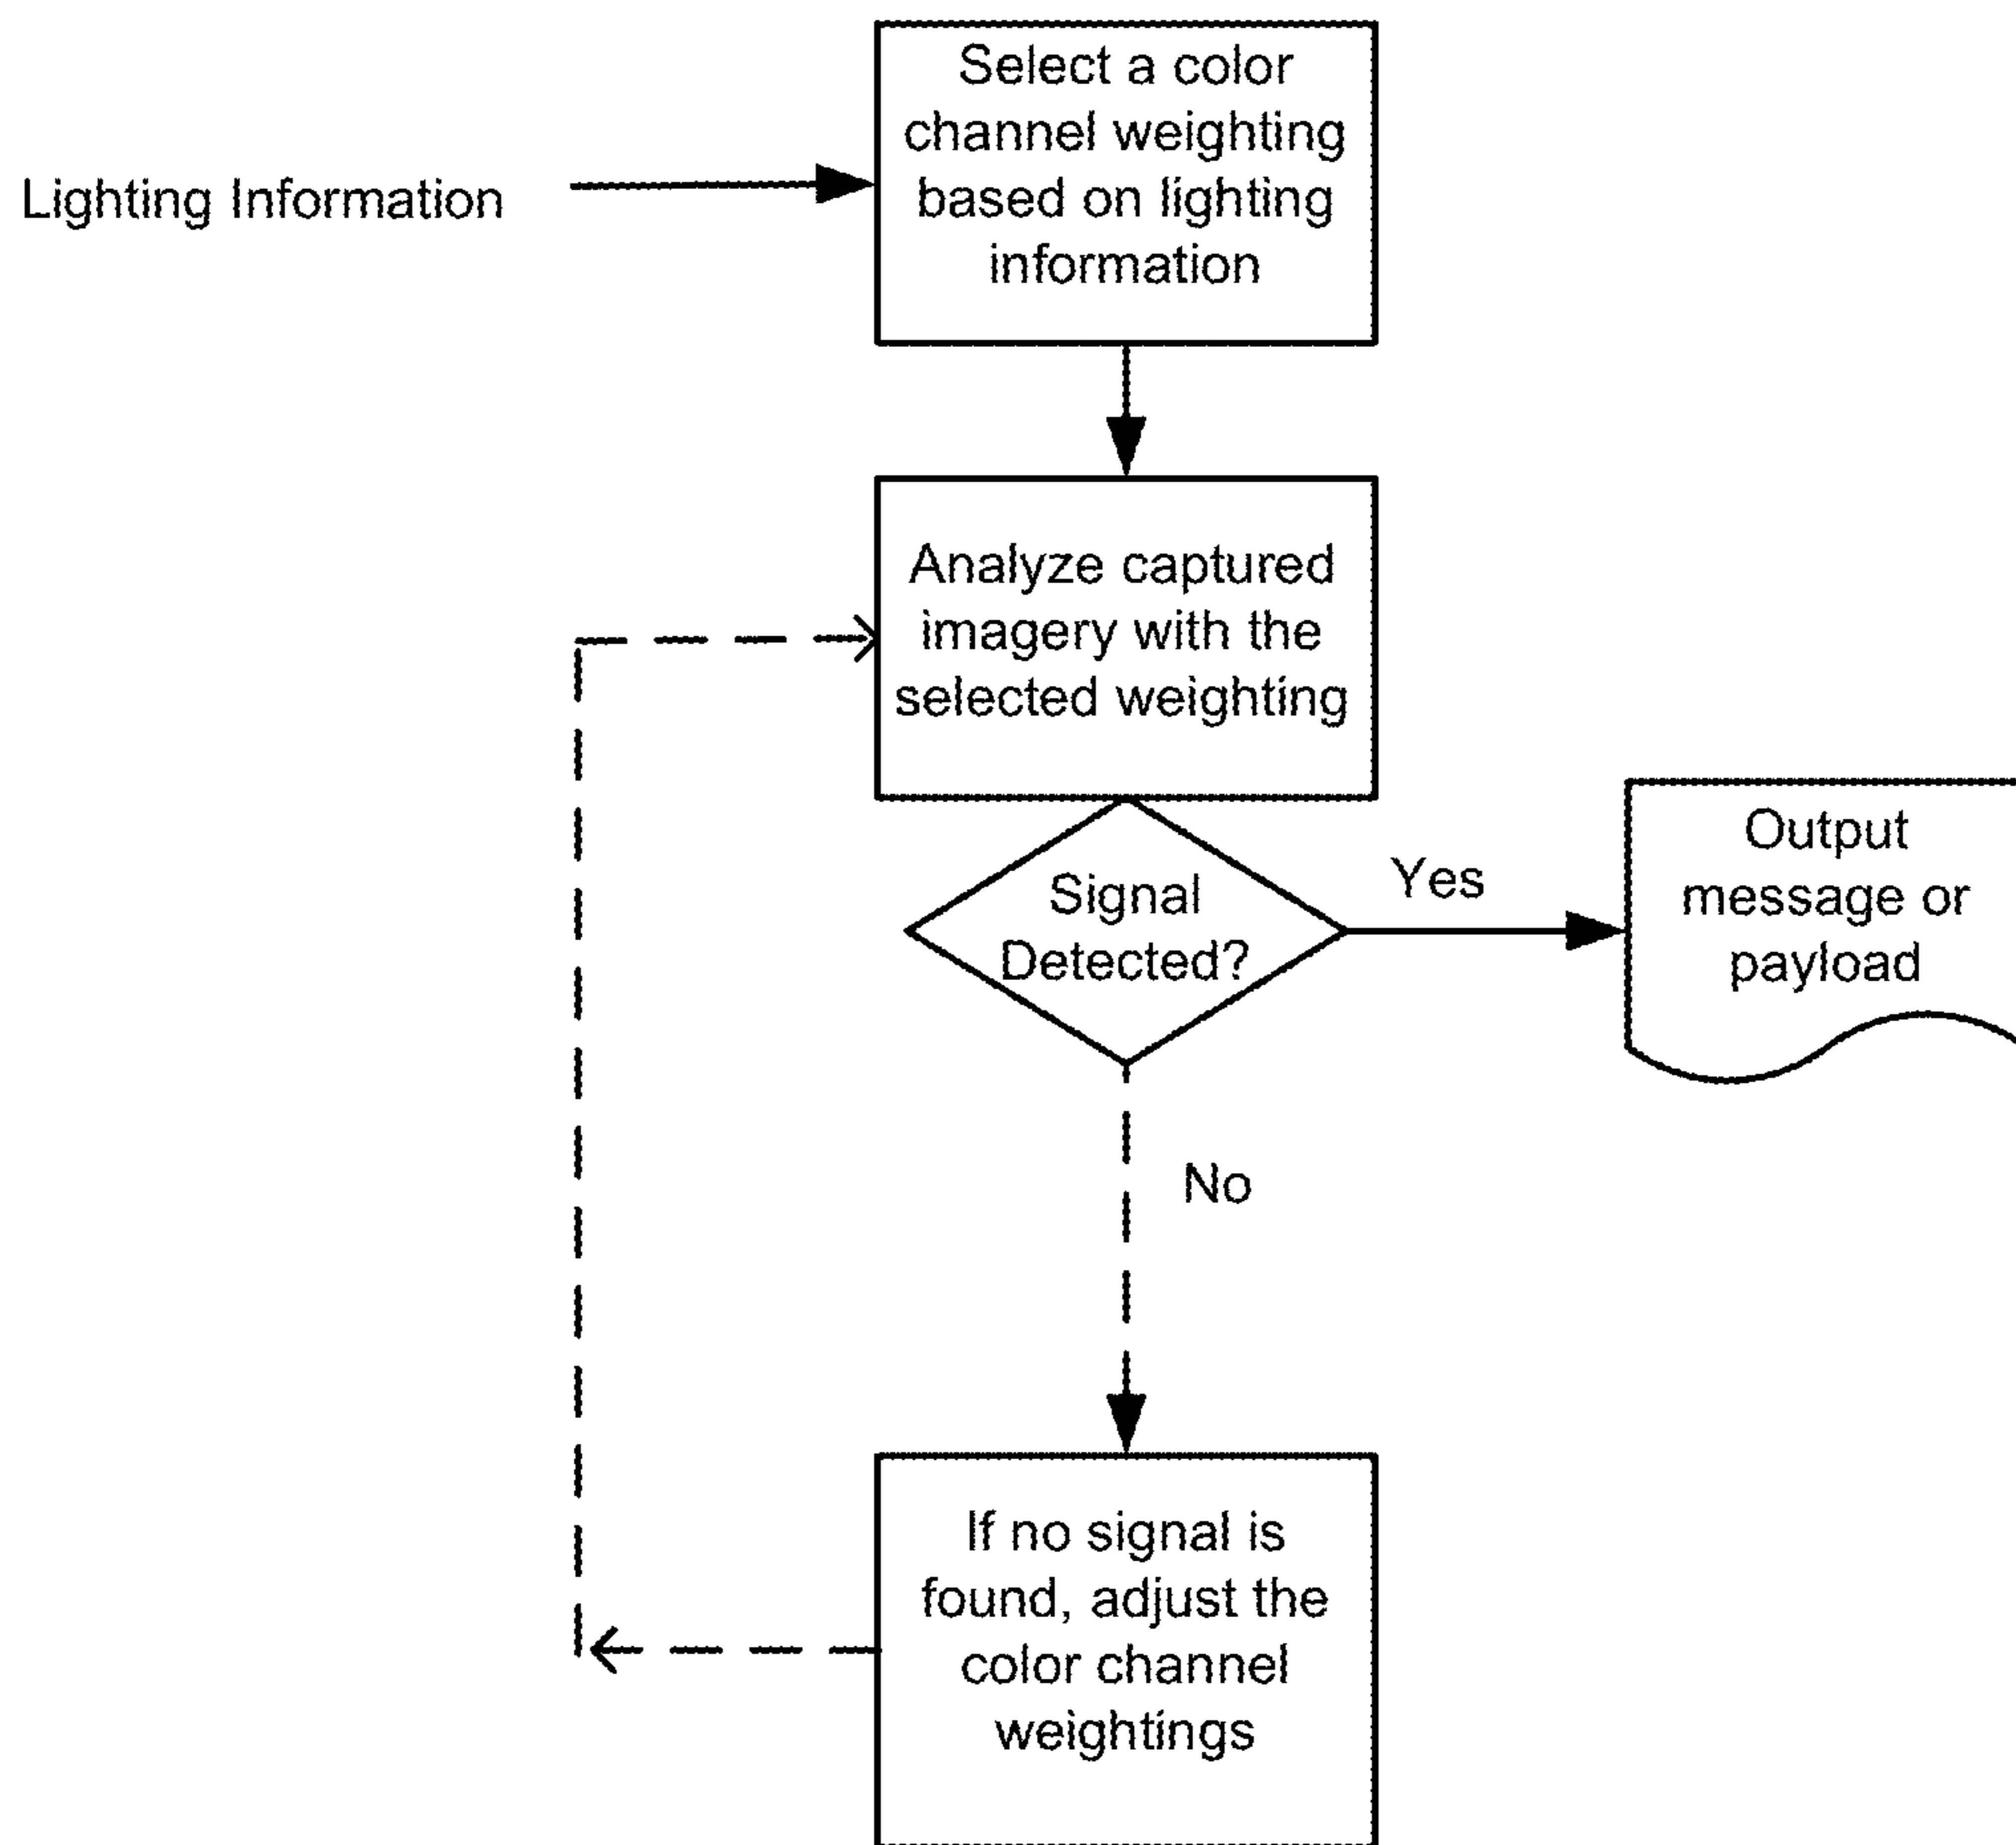 Select a color
channel weighting
based on lighting
information
Lighting Information
Analyze captured
imagery with the
selected weighting
Signal
Detected?
Yes
Output
message or
payload
No
If no signal is
found, adjust the
color channel
weightings